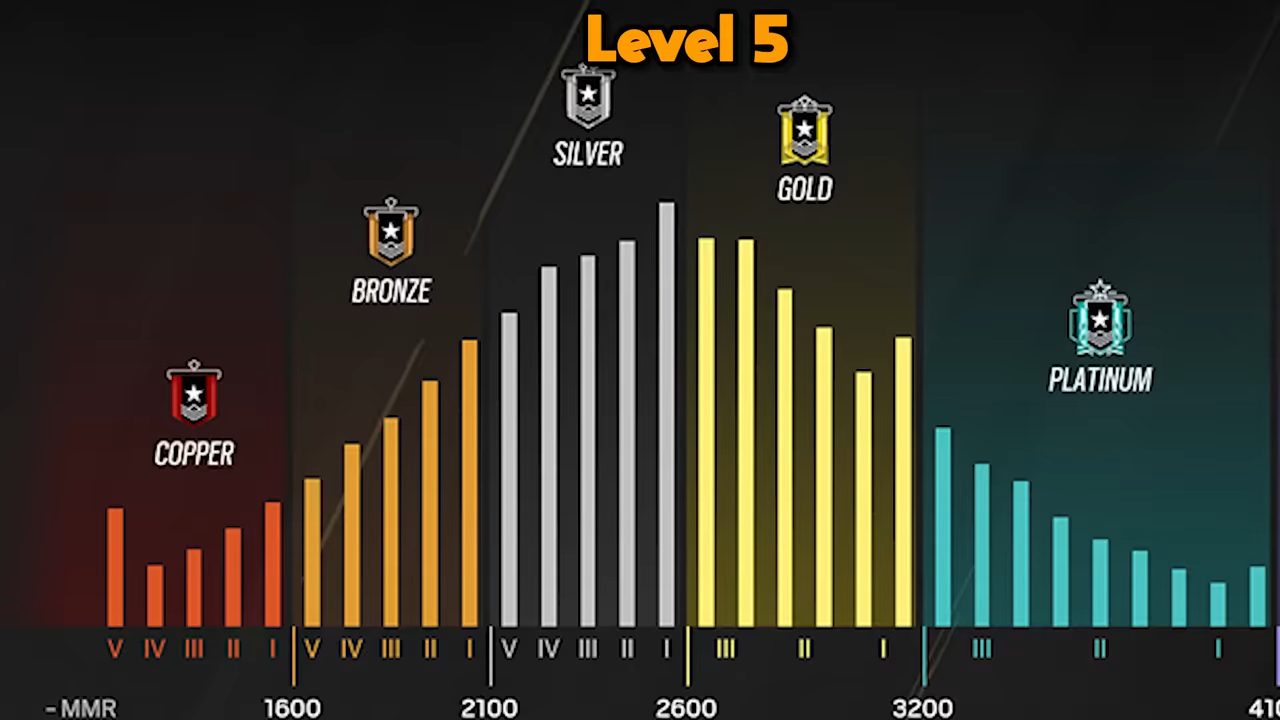 Level 5
SILVER
GOLD
BRONZE
PLATINUM
COPPER
V IV III II I V IV III II I V IV III II I III II I III II I
- MMR 1600 2100 2600 3200